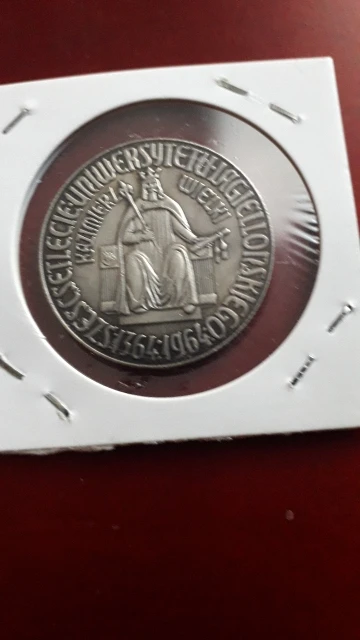 SZEŚĆSETLECIE·UNIWERSYTETU·JAGIELLOŃSKIEGO
1364·1964
KAZIMIERZ WIELKI